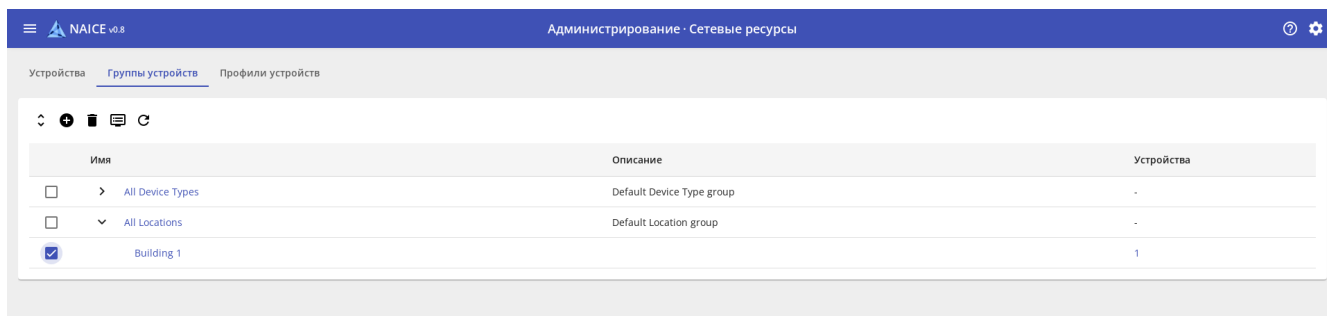 NAICE v0.8 Администрирование · Сетевые ресурсы
Устройства Группы устройств Профили устройств
Имя Описание Устройства
All Device Types Default Device Type group -
All Locations Default Location group -
Building 1 1